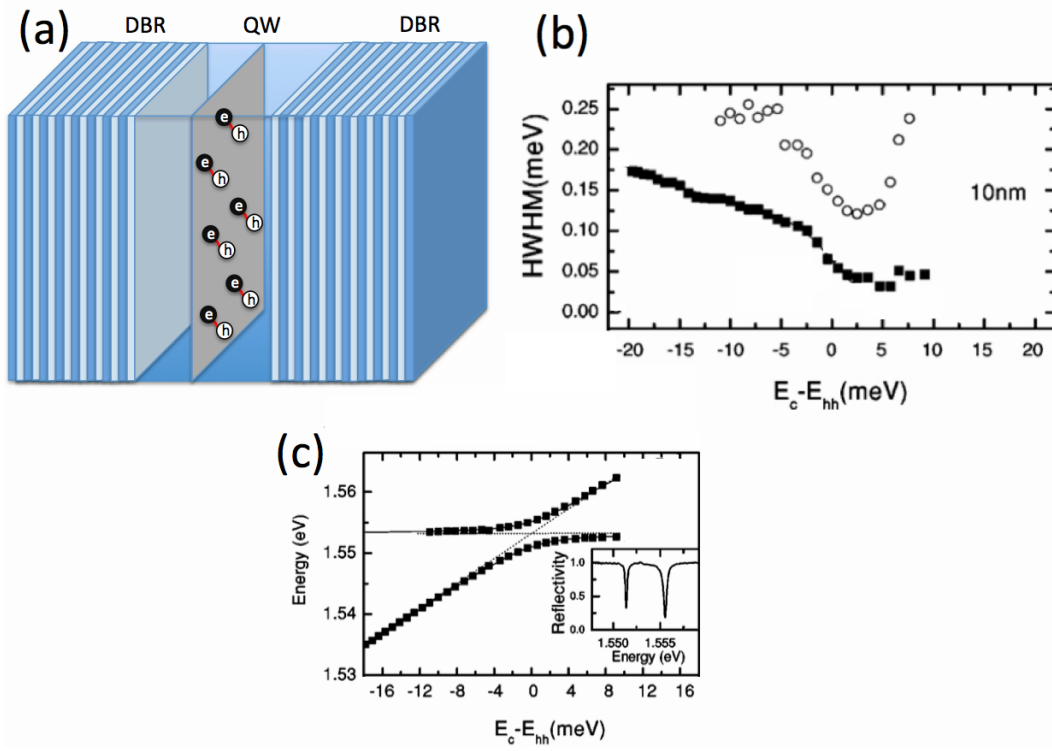 (a)
DBR QW DBR
e h
e h
e h
e h
e h
e h
(b)
HWHM(meV)
0.25
0.20
0.15
0.10
0.05
0.00
10nm
-20 -15 -10 -5 0 5 10 15 20
E_c-E_hh(meV)
(c)
Energy (eV)
1.56
1.55
1.54
1.53
Reflectivity
1.0
0.5
0.0
1.550 1.555
Energy (eV)
-16 -12 -8 -4 0 4 8 12 16
E_c-E_hh(meV)